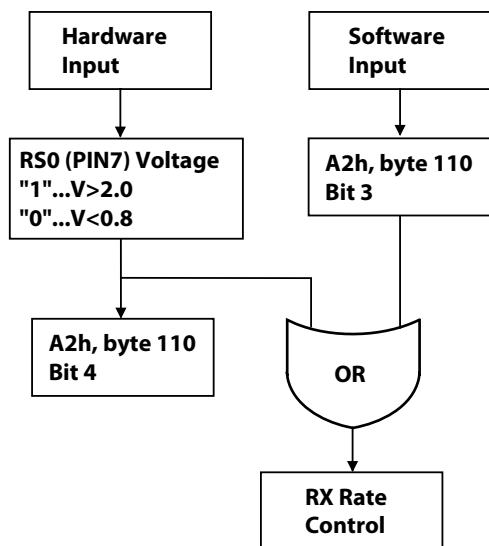 Hardware
Input
Software
Input
RS0 (PIN7) Voltage
"1"...V>2.0
"0"...V<0.8
A2h, byte 110
Bit 3
A2h, byte 110
Bit 4
OR
RX Rate
Control